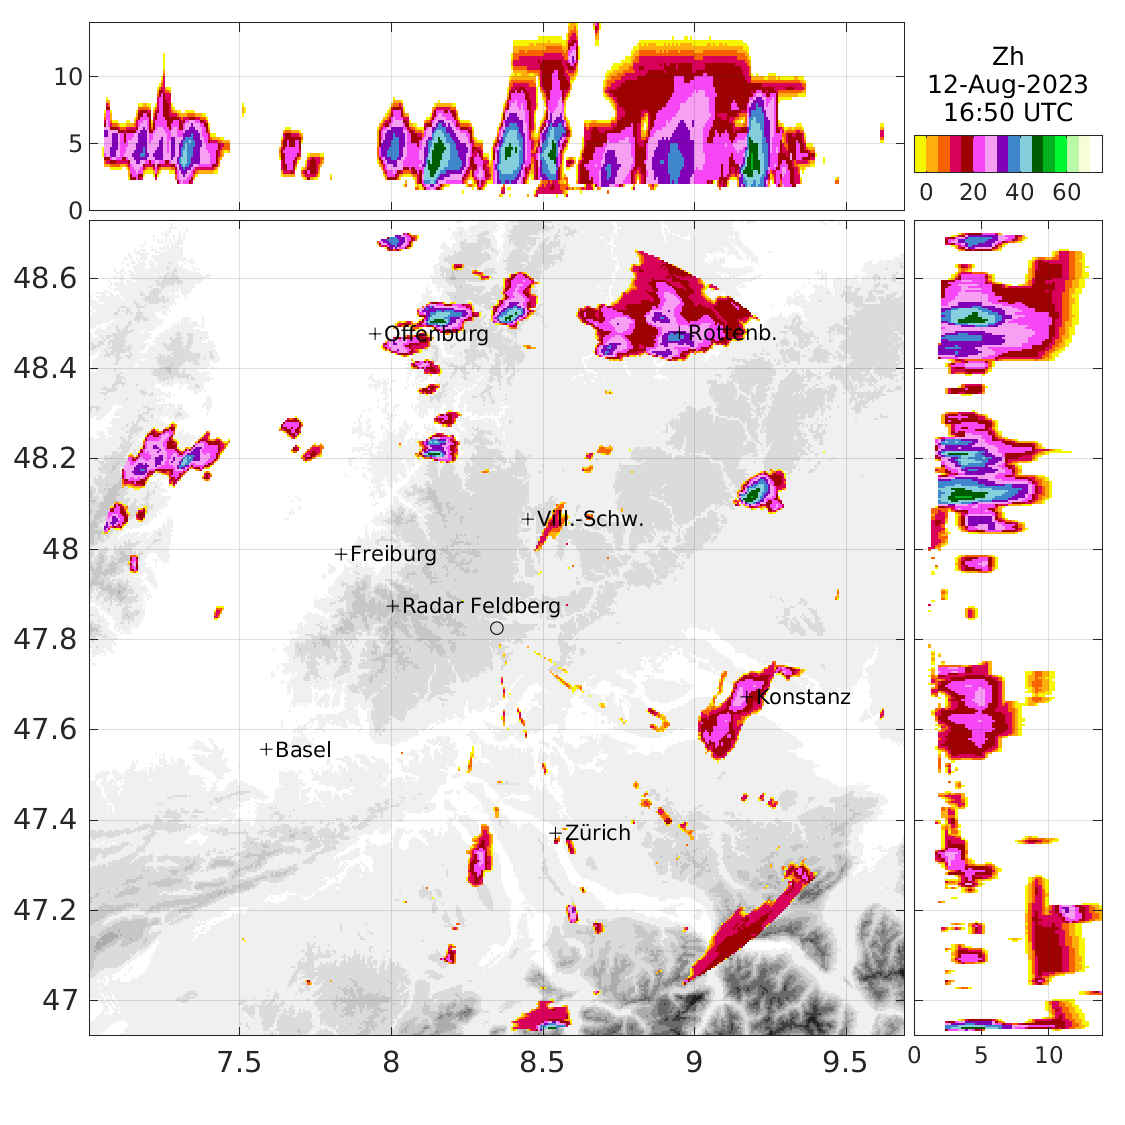 10
5
0
Zh
12-Aug-2023
16:50 UTC
0 20 40 60
48.6
48.4
48.2
48
47.8
47.6
47.4
47.2
47
+Offenburg
+Rottenb.
+Vill.-Schw.
+Freiburg
+Radar Feldberg
+Konstanz
+Basel
+Zürich
7.5 8 8.5 9 9.5
0 5 10